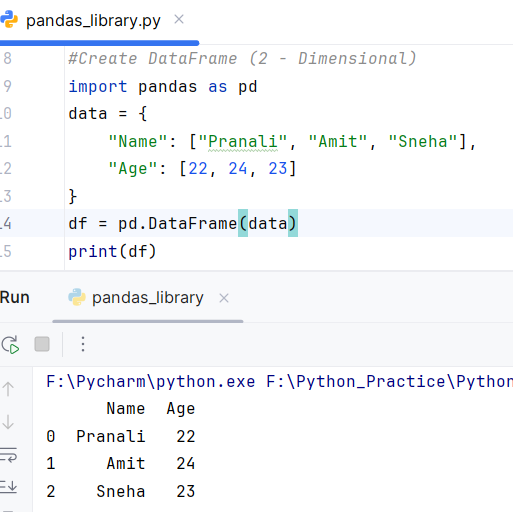 pandas_library.py
8 #Create DataFrame (2 - Dimensional)
9 import pandas as pd
10 data = {
11 "Name": ["Pranali", "Amit", "Sneha"],
12 "Age": [22, 24, 23]
13 }
14 df = pd.DataFrame(data)
15 print(df)
Run pandas_library
F:\Pycharm\python.exe F:\Python_Practice\Python
Name Age
0 Pranali 22
1 Amit 24
2 Sneha 23